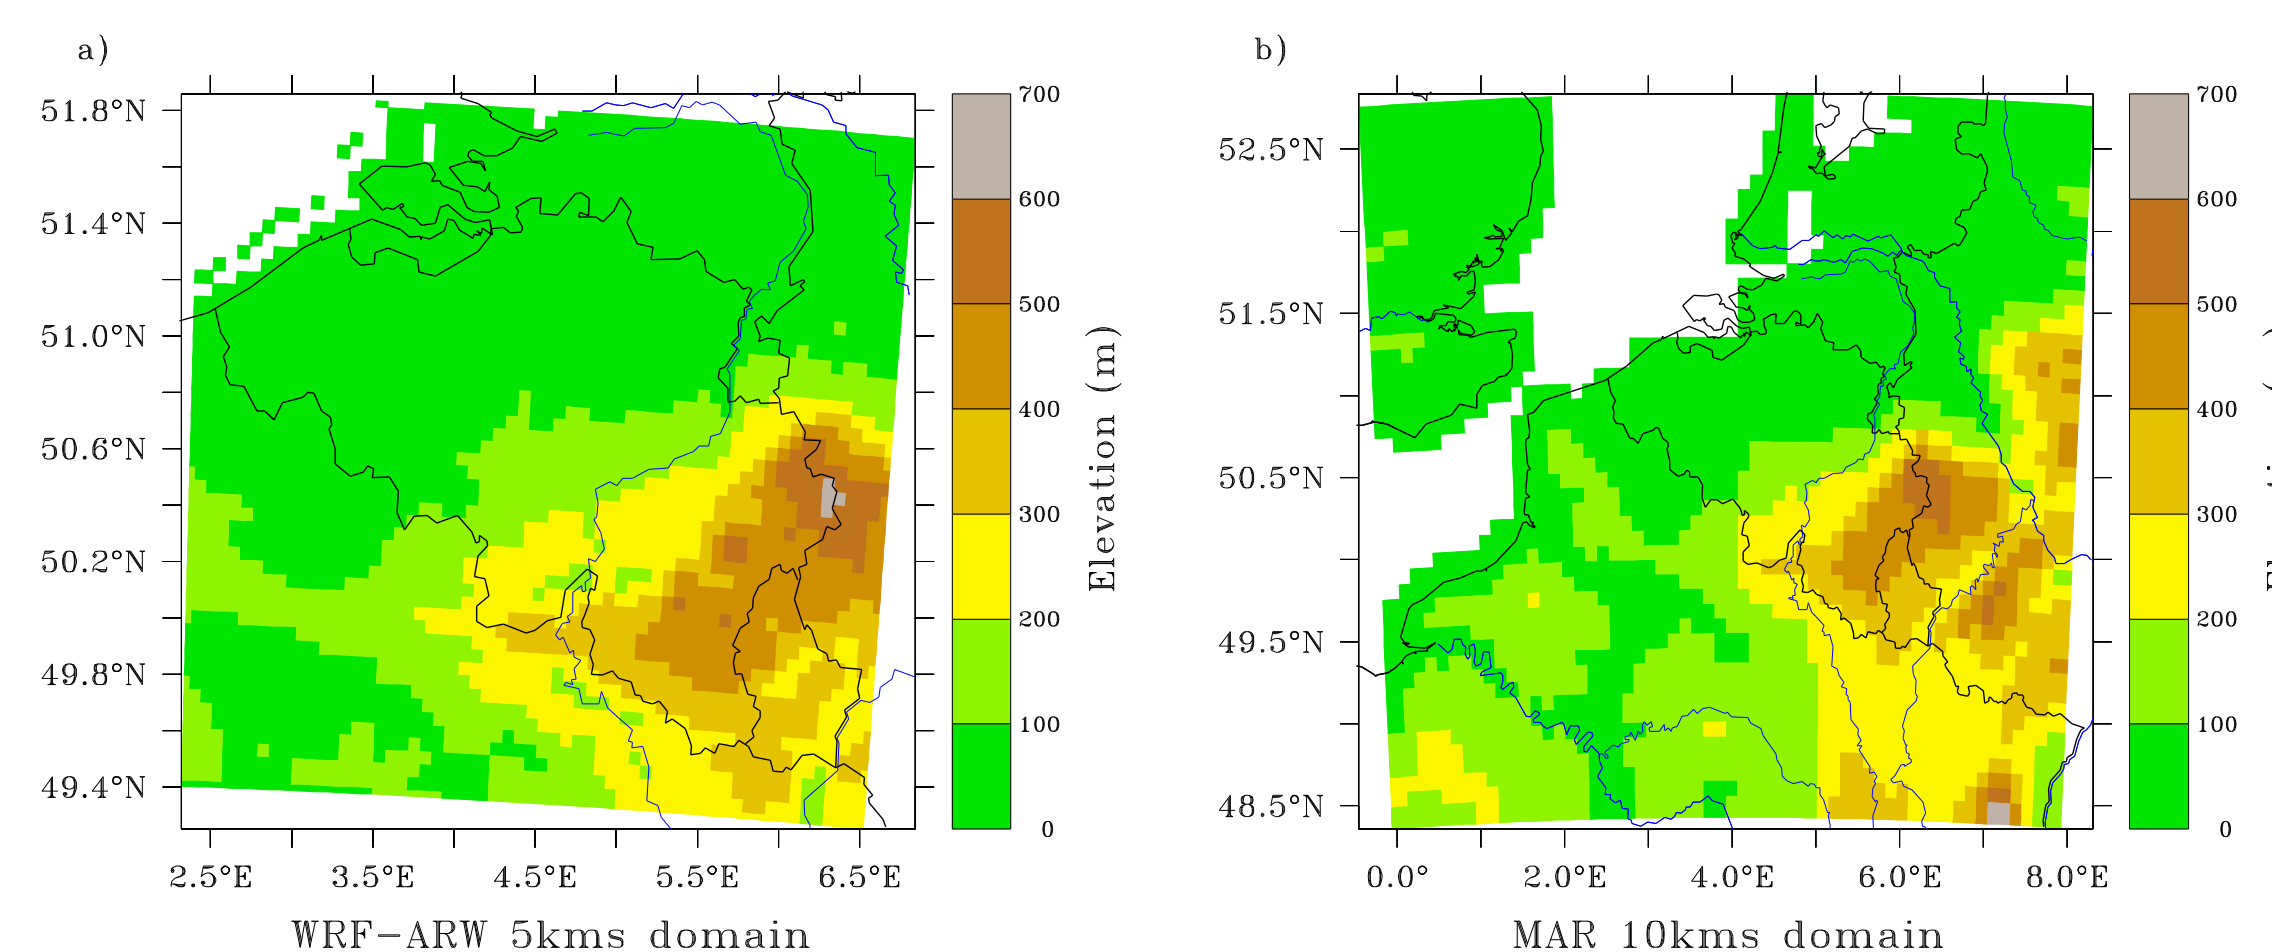 a)
51.8°N
51.4°N
51.0°N
50.6°N
50.2°N
49.8°N
49.4°N
2.5°E 3.5°E 4.5°E 5.5°E 6.5°E
WRF-ARW 5kms domain
700
600
500
400
300
200
100
0
Elevation (m)
b)
52.5°N
51.5°N
50.5°N
49.5°N
48.5°N
0.0° 2.0°E 4.0°E 6.0°E 8.0°E
MAR 10kms domain
700
600
500
400
300
200
100
0